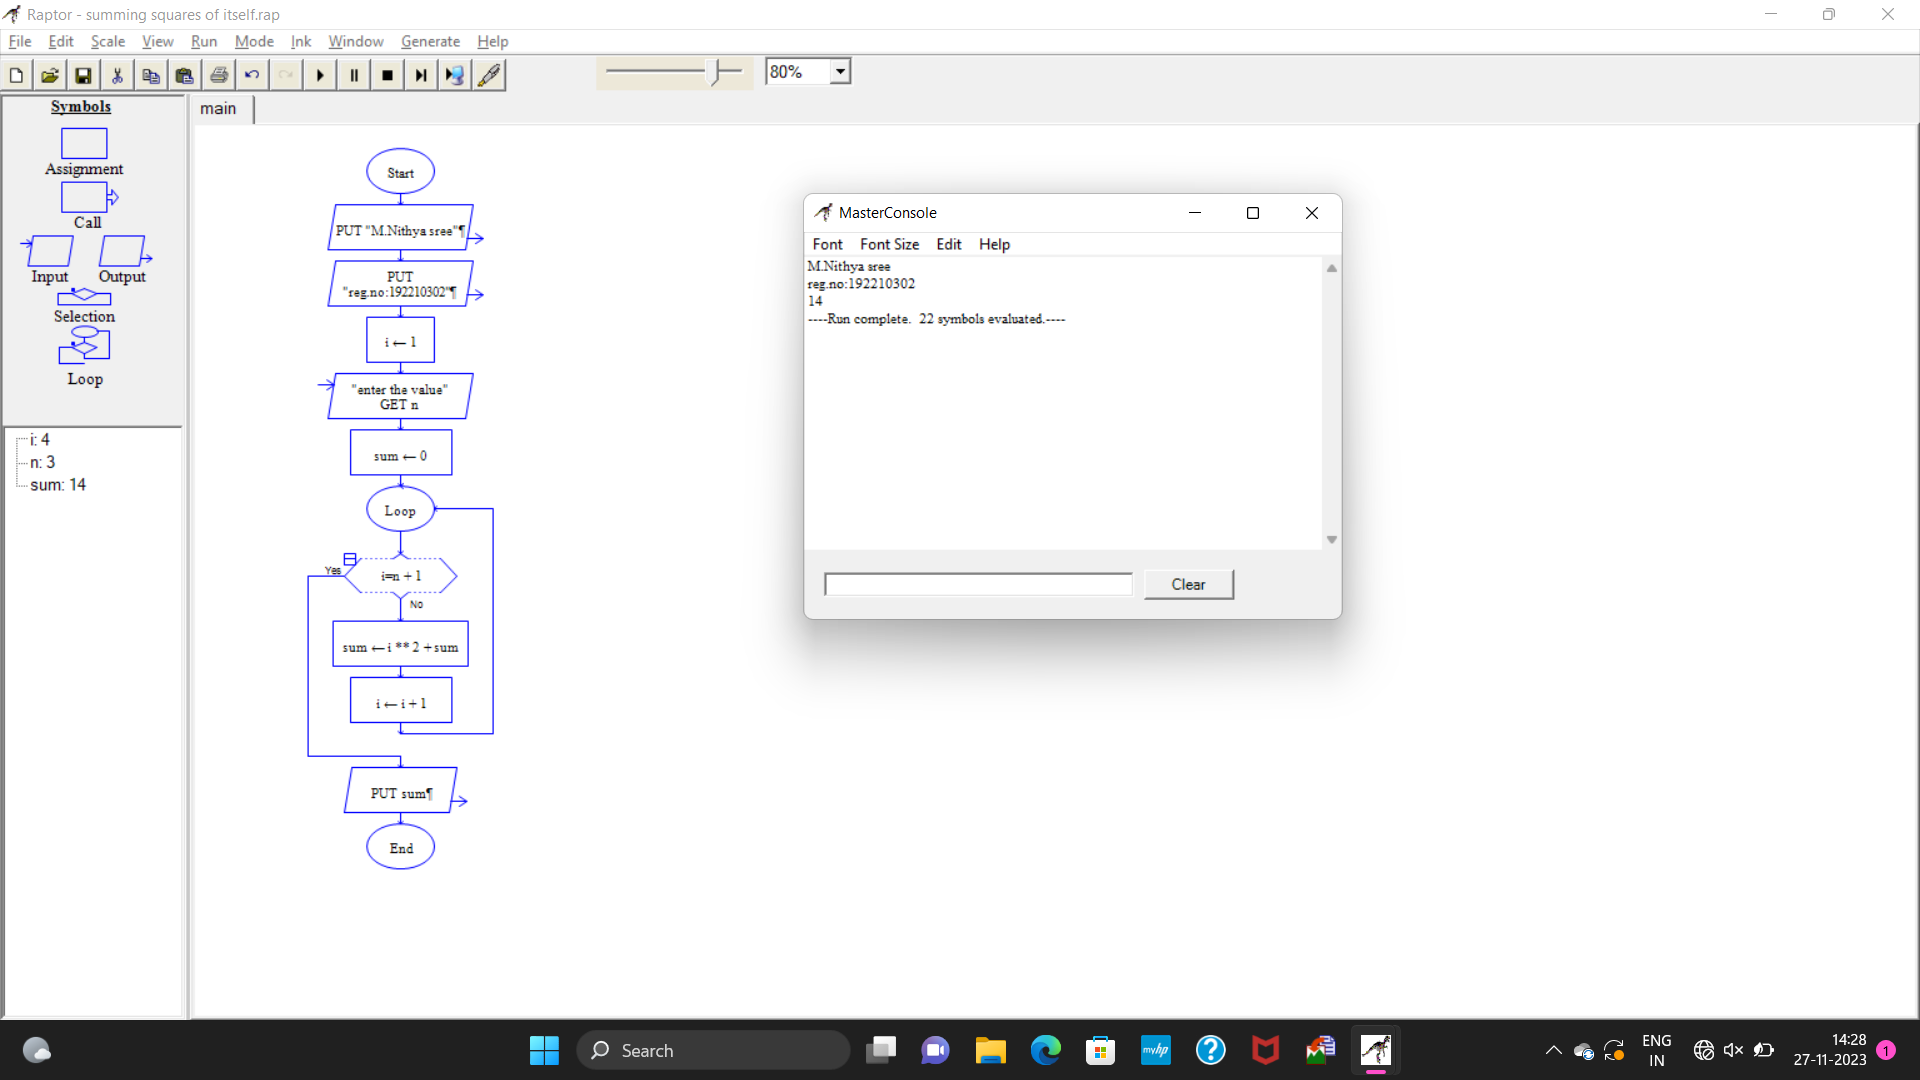 Raptor - summing squares of itself.rap
File Edit Scale View Run Mode Ink Window Generate Help
80%
Symbols
Assignment
Call
Input Output
Selection
Loop
i: 4
n: 3
sum: 14
main
Start
PUT "M.Nithya sree"¶
PUT
"reg.no:192210302"¶
i ← 1
"enter the value"
GET n
sum ← 0
Loop
i=n + 1
Yes
No
sum ← i ** 2 + sum
i ← i + 1
PUT sum¶
End
MasterConsole
Font Font Size Edit Help
M.Nithya sree
reg.no:192210302
14
----Run complete.  22 symbols evaluated.----
Clear
Search
myhp
ENG
IN
14:28
27-11-2023
1